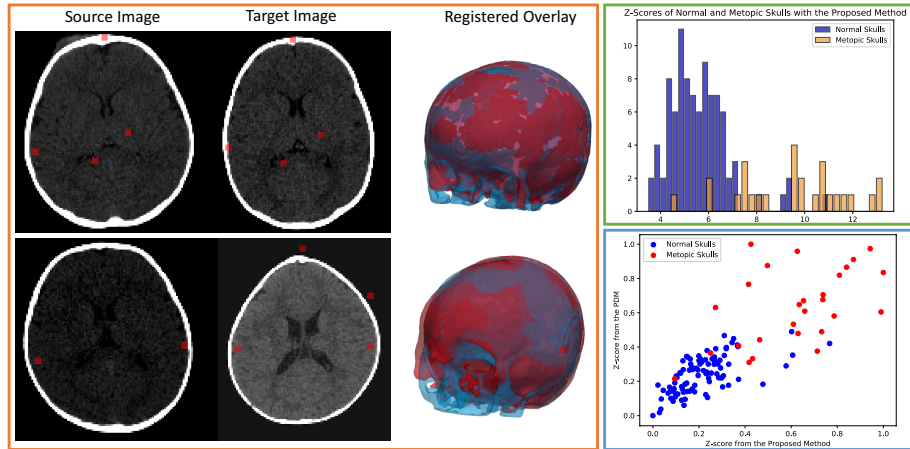 Source Image
Target Image
Registered Overlay
Z-Scores of Normal and Metopic Skulls with the Proposed Method
Normal Skulls
Metopic Skulls
10
8
6
4
2
0
4
6
8
10
12
Normal Skulls
Metopic Skulls
Z-score from the PDM
1.0
0.8
0.6
0.4
0.2
0.0
0.0
0.2
0.4
0.6
0.8
1.0
Z-score from the Proposed Method